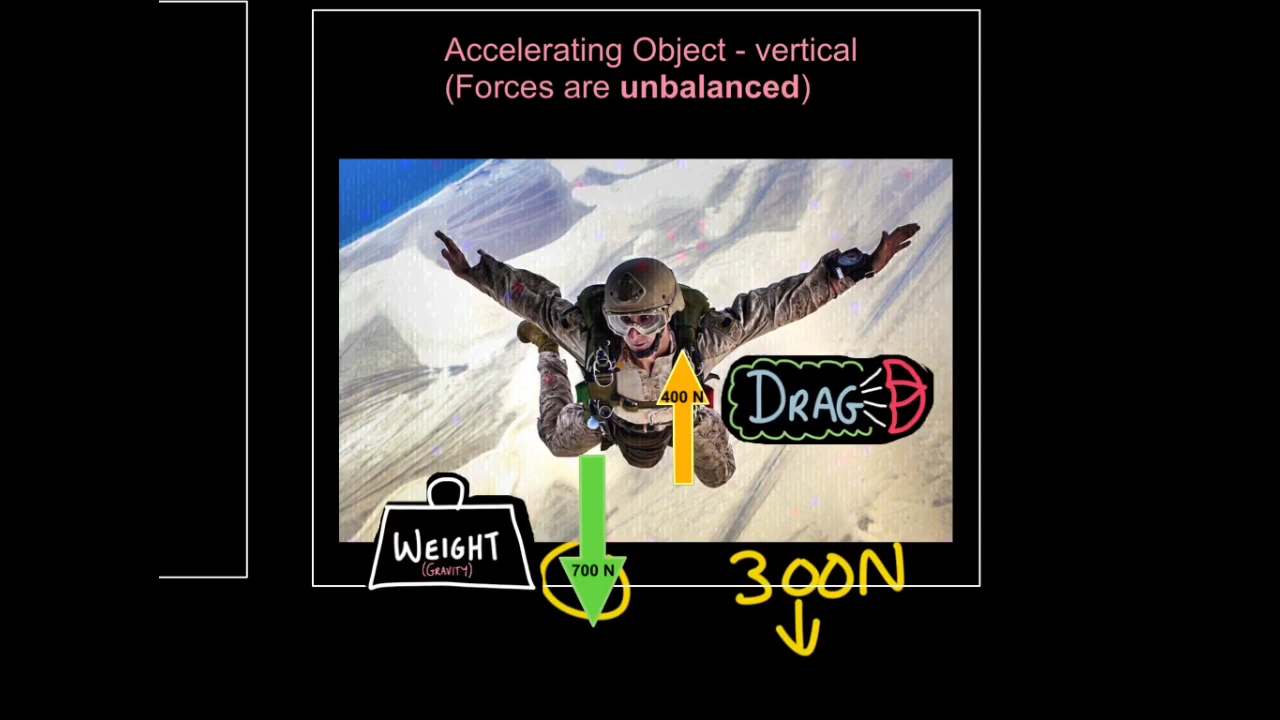 Accelerating Object - vertical
(Forces are unbalanced)
400 N
DRAG
WEIGHT
(GRAVITY)
700 N
300N